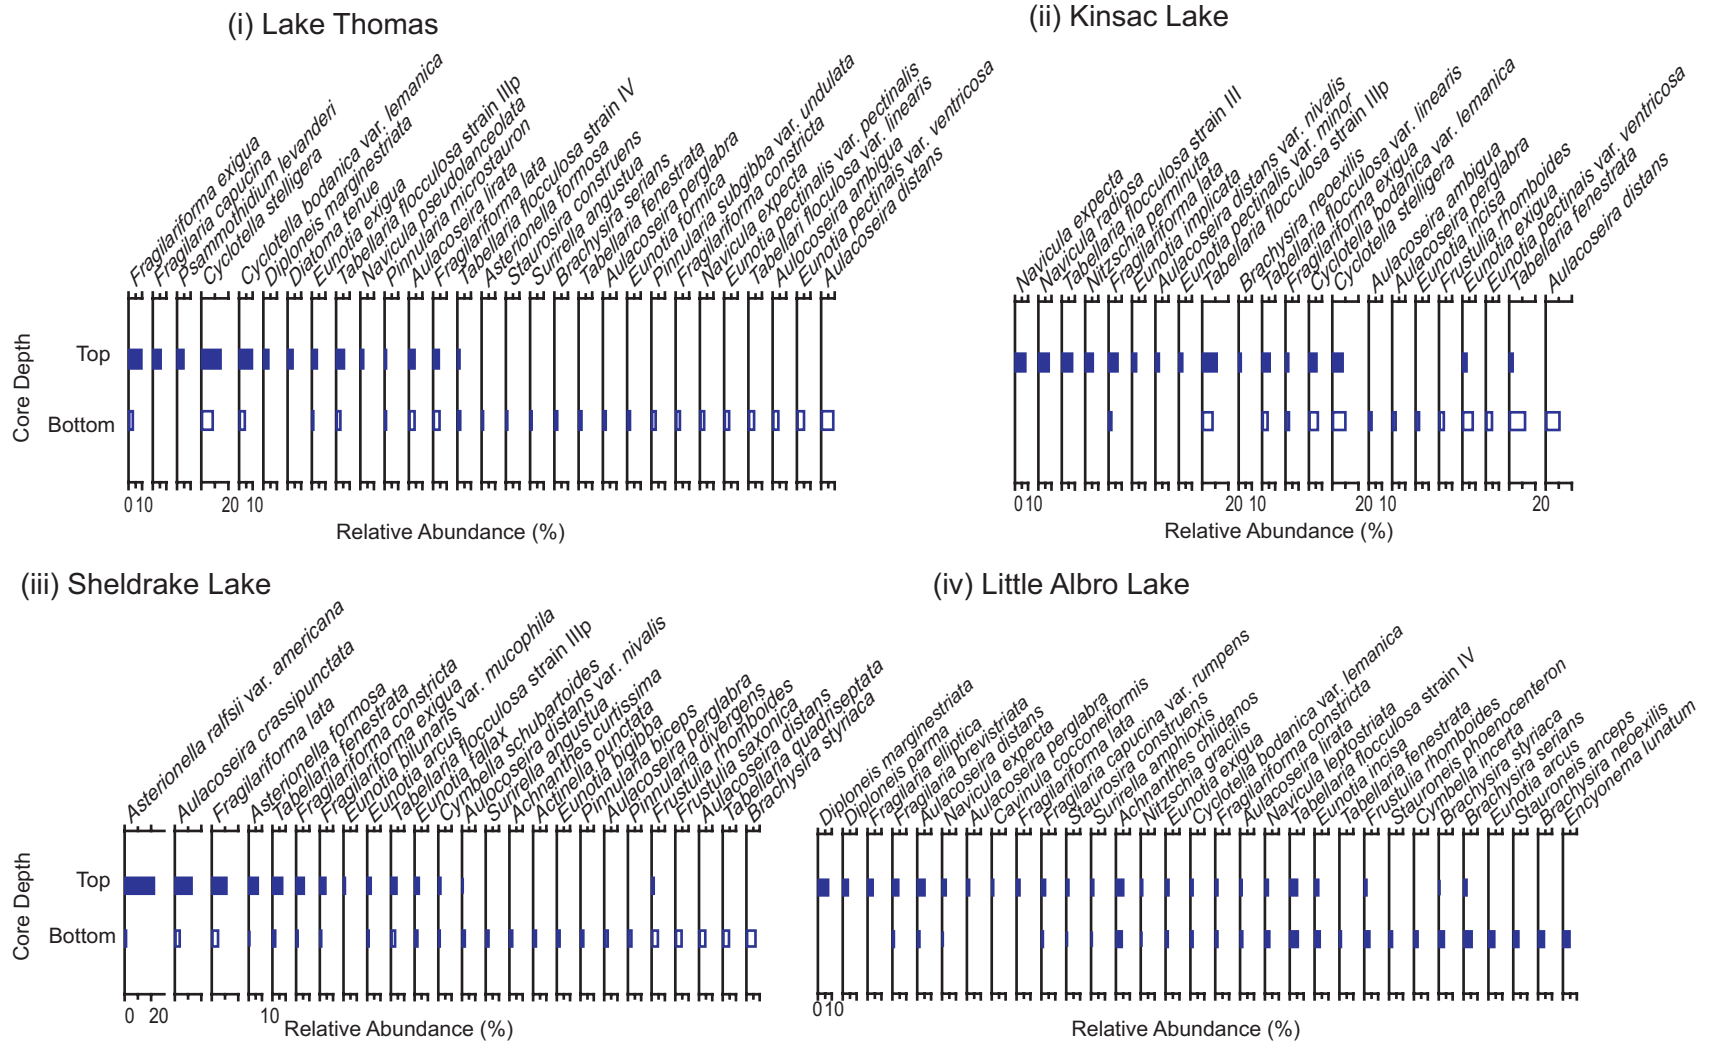 (i) Lake Thomas
Fragilariforma exigua
Fragilaria capucina
Psammothidium levanderi
Cyclotella stelligera
Cyclotella bodanica var. lemanica
Diploneis marginestriata
Diatoma tenue
Eunotia exigua
Tabellaria flocculosa strain IIIp
Navicula pseudolanceolata
Pinnularia microstauron
Aulacoseira lirata
Fragilariforma lata
Tabellaria flocculosa strain IV
Asterionella formosa
Staurosira construens
Surirella angustua
Brachysira serians
Tabellaria fenestrata
Aulacoseira perglabra
Eunotia formica
Pinnularia subgibba var. undulata
Fragilariforma constricta
Navicula expecta
Eunotia pectinalis var. pectinalis
Tabellari floculosa var. linearis
Aulocoseira ambigua
Eunotia pectinais var. ventricosa
Aulacoseira distans
Core Depth
Top
Bottom
0 10 20 10
Relative Abundance (%)
(ii) Kinsac Lake
Navicula expecta
Navicula radiosa
Tabellaria flocculosa strain III
Nitzschia perminuta
Fragilariforma lata
Eunotia implicata
Aulacoseira distans var. nivalis
Eunotia pectinalis var. minor
Tabellaria flocculosa strain IIIp
Brachysira neoexilis
Tabellaria flocculosa var. linearis
Fragilariforma exigua
Cyclotella bodanica var. lemanica
Cyclotella stelligera
Aulacoseira ambigua
Aulacoseira perglabra
Eunotia incisa
Frustulia rhomboides
Eunotia exigua
Eunotia pectinais var. ventricosa
Tabellaria fenestrata
Aulacoseira distans
0 10 20 10 20 10 20
Relative Abundance (%)
(iii) Sheldrake Lake
Asterionella ralfsii var. americana
Aulacoseira crassipunctata
Fragilariforma lata
Asterionella formosa
Tabellaria fenestrata
Fragilariforma constricta
Fragilariforma exigua
Eunotia bilunaris var. mucophila
Eunotia arcus
Tabellaria flocculosa strain IIIp
Eunotia fallax
Cymbella schubartoides
Aulocoseira distans var. nivalis
Surirella angustua
Achnanthes curtissima
Actinella punctata
Eunotia bigibba
Pinnularia biceps
Aulacoseira perglabra
Pinnularia divergens
Frustulia rhomboides
Frustulia saxonica
Aulacoseira distans
Tabellaria quadriseptata
Brachysira styriaca
Core Depth
Top
Bottom
0 20 10
Relative Abundance (%)
(iv) Little Albro Lake
Diploneis marginestriata
Diploneis parma
Fragilaria elliptica
Fragilaria brevistriata
Aulacoseira distans
Navicula expecta
Aulacoseira perglabra
Cavinula cocconeiformis
Fragilariforma lata
Fragilaria capucina var. rumpens
Staurosira construens
Surirella amphioxis
Achnanthes chlidanos
Nitzschia gracilis
Eunotia exigua
Cyclotella bodanica var. lemanica
Fragilariforma constricta
Aulacoseira lirata
Navicula leptostriata
Tabellaria flocculosa strain IV
Eunotia incisa
Tabellaria fenestrata
Frustulia rhomboides
Stauroneis phoenocenteron
Cymbella incerta
Brachysira styriaca
Brachysira serians
Eunotia arcus
Stauroneis anceps
Brachysira neoexilis
Encyonema lunatum
0 10
Relative Abundance (%)